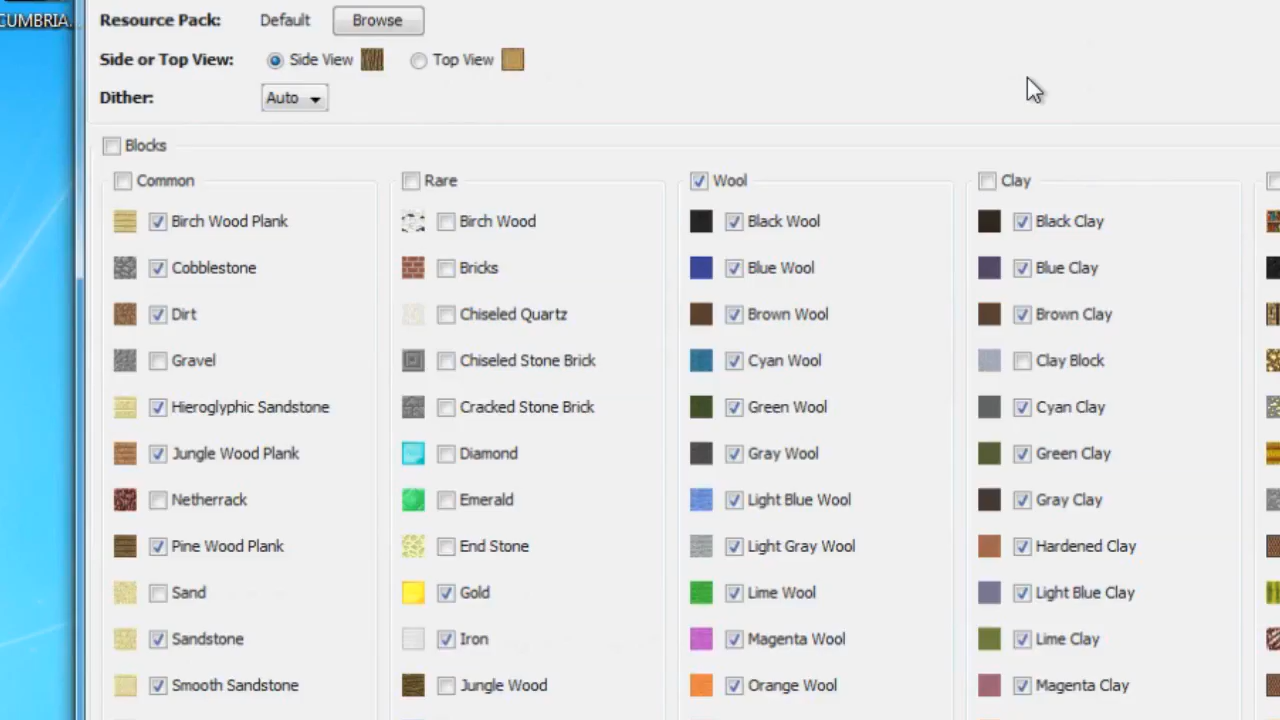 CUMBRIA...
Resource Pack: Default Browse
Side or Top View: Side View Top View
Dither: Auto
Blocks
Common Rare Wool Clay
Birch Wood Plank Birch Wood Black Wool Black Clay
Cobblestone Bricks Blue Wool Blue Clay
Dirt Chiseled Quartz Brown Wool Brown Clay
Gravel Chiseled Stone Brick Cyan Wool Clay Block
Hieroglyphic Sandstone Cracked Stone Brick Green Wool Cyan Clay
Jungle Wood Plank Diamond Gray Wool Green Clay
Netherrack Emerald Light Blue Wool Gray Clay
Pine Wood Plank End Stone Light Gray Wool Hardened Clay
Sand Gold Lime Wool Light Blue Clay
Sandstone Iron Magenta Wool Lime Clay
Smooth Sandstone Jungle Wood Orange Wool Magenta Clay